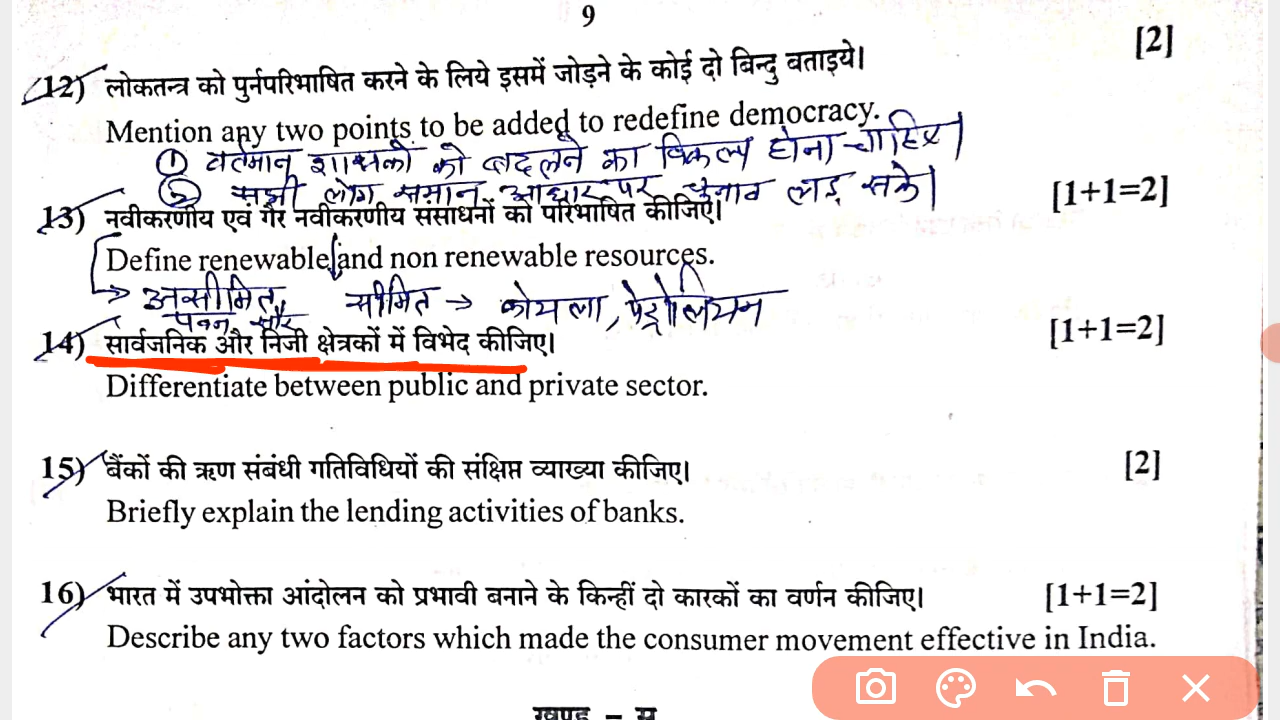 9
12) लोकतन्त्र को पुर्नपरिभाषित करने के लिये इसमें जोड़ने के कोई दो बिन्दु बताइये। [2]
Mention any two points to be added to redefine democracy.
① वर्तमान शासकों को बदलने का विकल्प होना चाहिए।
② सभी लोग समान आधार पर चुनाव लड़ सके।
13) नवीकरणीय एवं गैर नवीकरणीय संसाधनों को परिभाषित कीजिए। [1+1=2]
Define renewable and non renewable resources.
असीमित सीमित → कोयला, पेट्रोलियम
पवन, सौर
14) सार्वजनिक और निजी क्षेत्रकों में विभेद कीजिए। [1+1=2]
Differentiate between public and private sector.
15) बैंकों की ऋण संबंधी गतिविधियों की संक्षिप्त व्याख्या कीजिए। [2]
Briefly explain the lending activities of banks.
16) भारत में उपभोक्ता आंदोलन को प्रभावी बनाने के किन्हीं दो कारकों का वर्णन कीजिए। [1+1=2]
Describe any two factors which made the consumer movement effective in India.
खण्ड – स